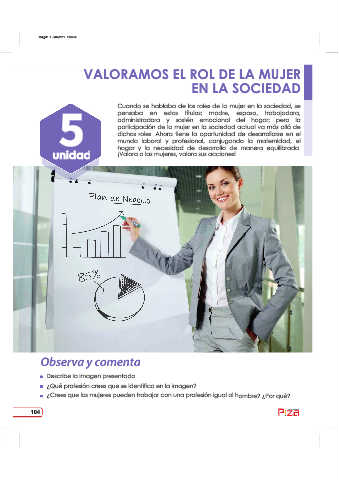 VALORAMOS EL ROL DE LA MUJER
EN LA SOCIEDAD
5
unidad
Cuando se hablaba de los roles de la mujer en la sociedad, se
pensaba en estos títulos: madre, esposa, trabajadora,
administradora y sostén emocional del hogar; pero la
participación de la mujer en la sociedad actual va más allá de
dichos roles. Ahora tiene la oportunidad de desarrollarse en el
mundo laboral y profesional, conjugando la maternidad, el
hogar y la necesidad de desarrollo de manera equilibrada.
¡Valora a las mujeres, valora sus acciones!
Plan de Negocio
85%
Observa y comenta
Describe la imagen presentada
¿Qué profesión crees que se identifica en la imagen?
¿Crees que las mujeres pueden trabajar con una profesión igual al hombre? ¿Por qué?
104